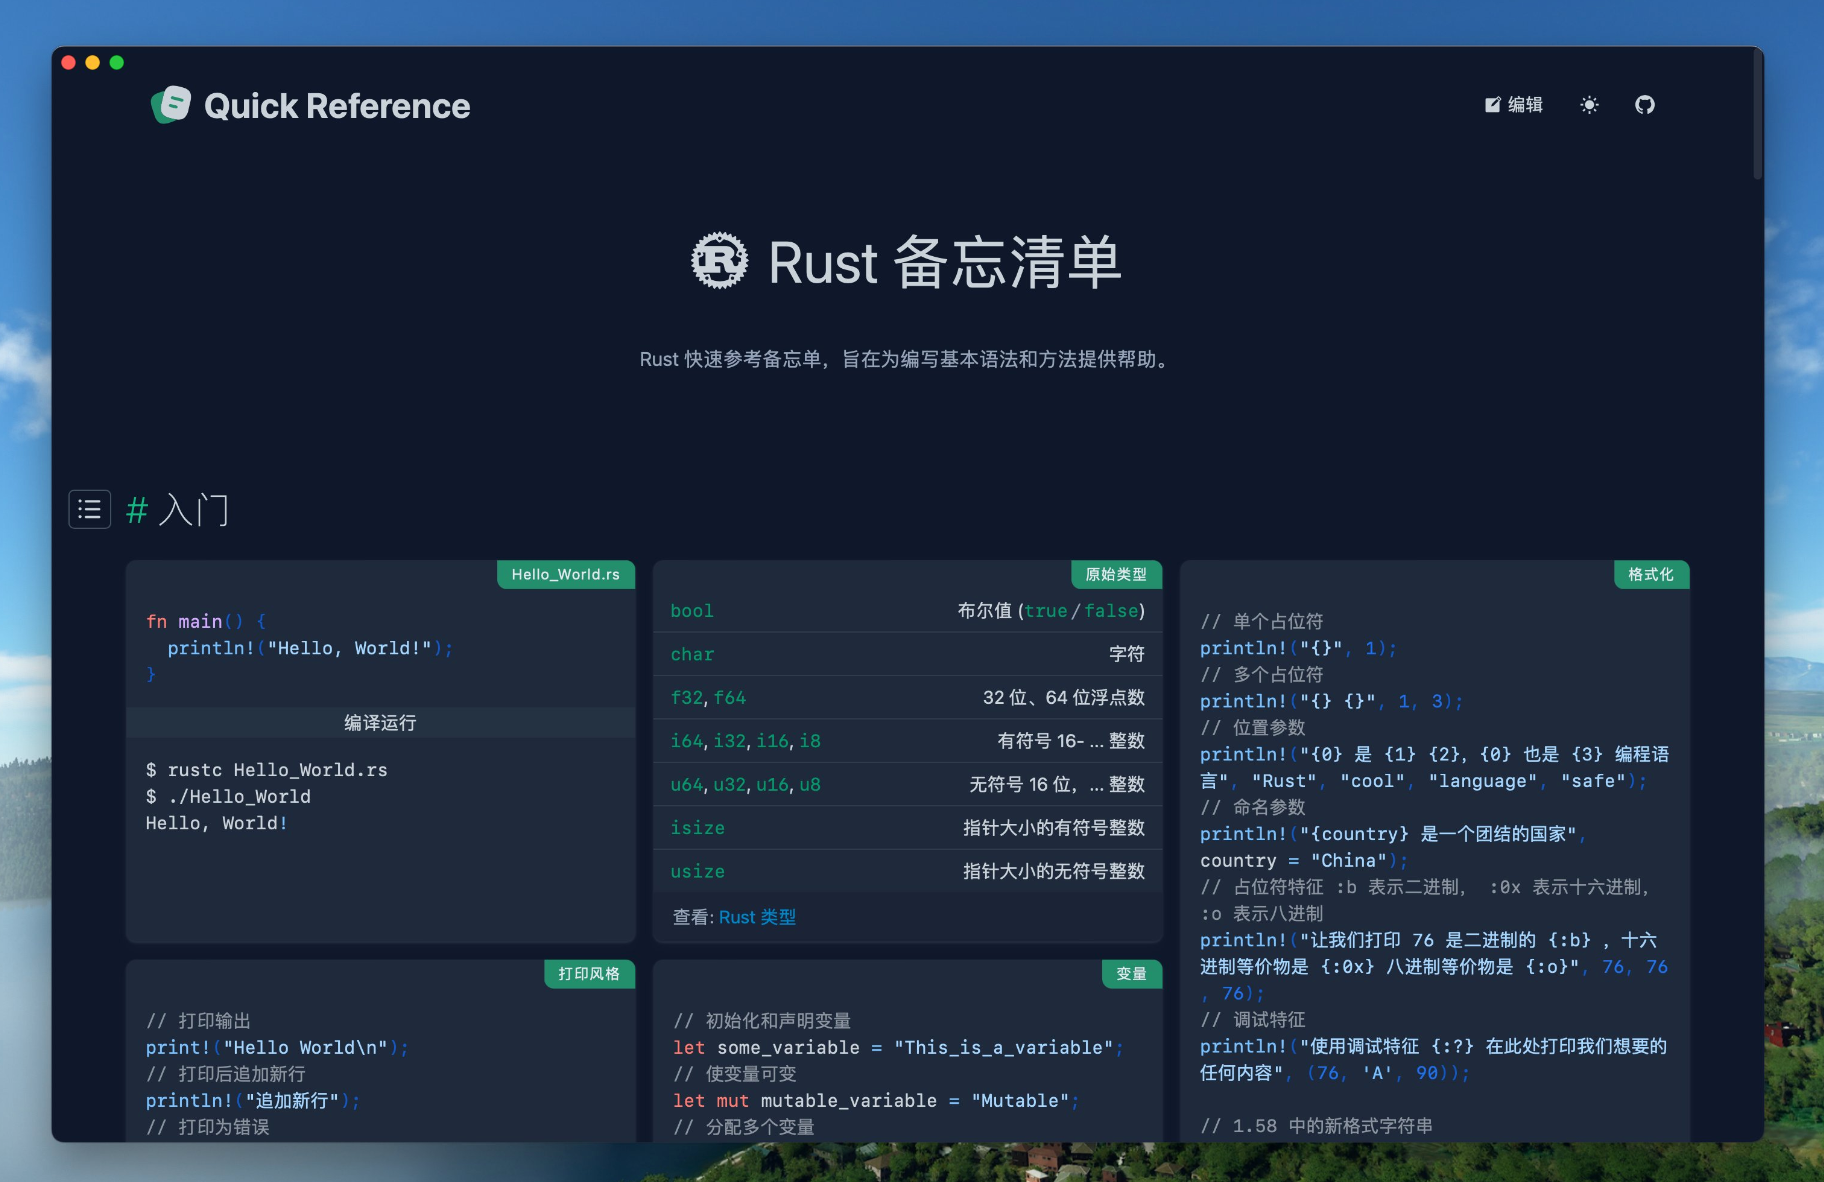 Quick Reference
编辑
Rust 备忘清单
Rust 快速参考备忘单，旨在为编写基本语法和方法提供帮助。
# 入门
Hello_World.rs
fn main() {
  println!("Hello, World!");
}
编译运行
$ rustc Hello_World.rs
$ ./Hello_World
Hello, World!
原始类型
bool 布尔值 (true/false)
char 字符
f32, f64 32 位、64 位浮点数
i64, i32, i16, i8 有符号 16- ... 整数
u64, u32, u16, u8 无符号 16 位，... 整数
isize 指针大小的有符号整数
usize 指针大小的无符号整数
查看: Rust 类型
格式化
// 单个占位符
println!("{}", 1);
// 多个占位符
println!("{} {}", 1, 3);
// 位置参数
println!("{0} 是 {1} {2}，{0} 也是 {3} 编程语
言", "Rust", "cool", "language", "safe");
// 命名参数
println!("{country} 是一个团结的国家",
country = "China");
// 占位符特征 :b 表示二进制， :0x 表示十六进制，
:o 表示八进制
println!("让我们打印 76 是二进制的 {:b} ，十六
进制等价物是 {:0x} 八进制等价物是 {:o}", 76, 76
, 76);
// 调试特征
println!("使用调试特征 {:?} 在此处打印我们想要的
任何内容", (76, 'A', 90));
// 1.58 中的新格式字符串
打印风格
// 打印输出
print!("Hello World\n");
// 打印后追加新行
println!("追加新行");
// 打印为错误
变量
// 初始化和声明变量
let some_variable = "This_is_a_variable";
// 使变量可变
let mut mutable_variable = "Mutable";
// 分配多个变量